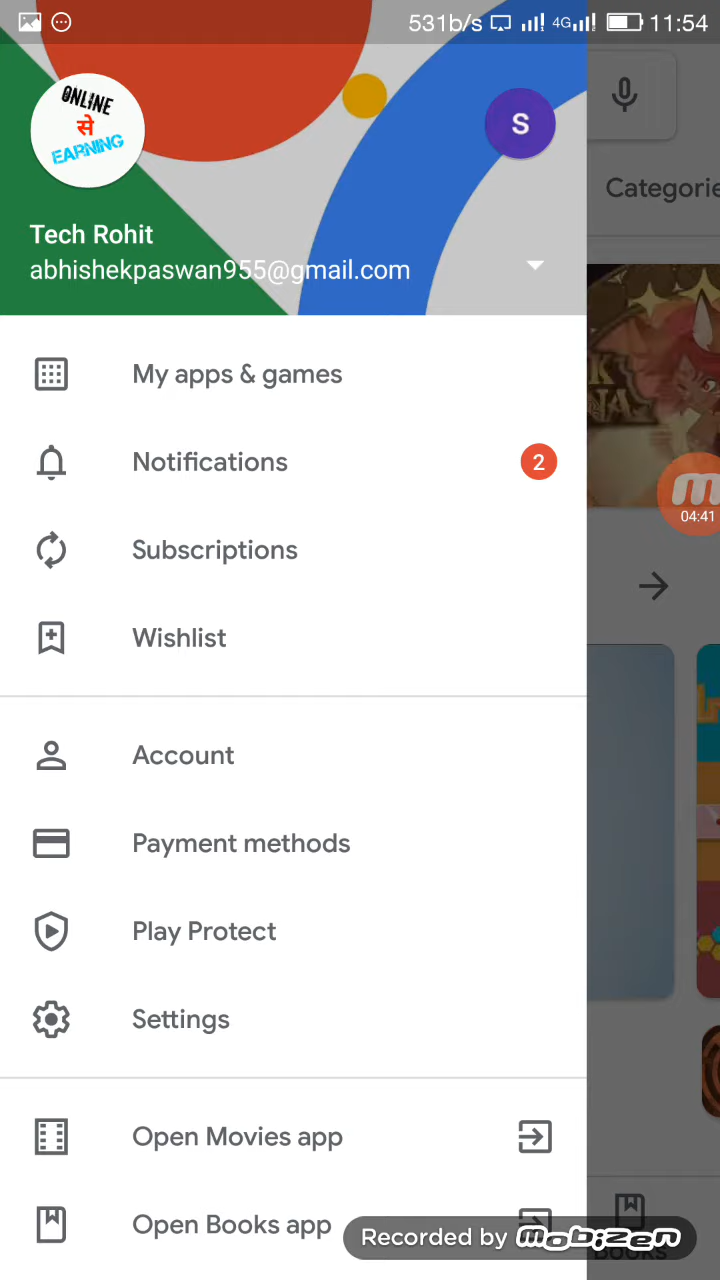 531b/s 4G 11:54
ONLINE
से
EARNING
S
Tech Rohit
abhishekpaswan955@gmail.com
Categorie
My apps & games
Notifications 2
04:41
Subscriptions
Wishlist
Account
Payment methods
Play Protect
Settings
Open Movies app
Open Books app
Recorded by mobizen